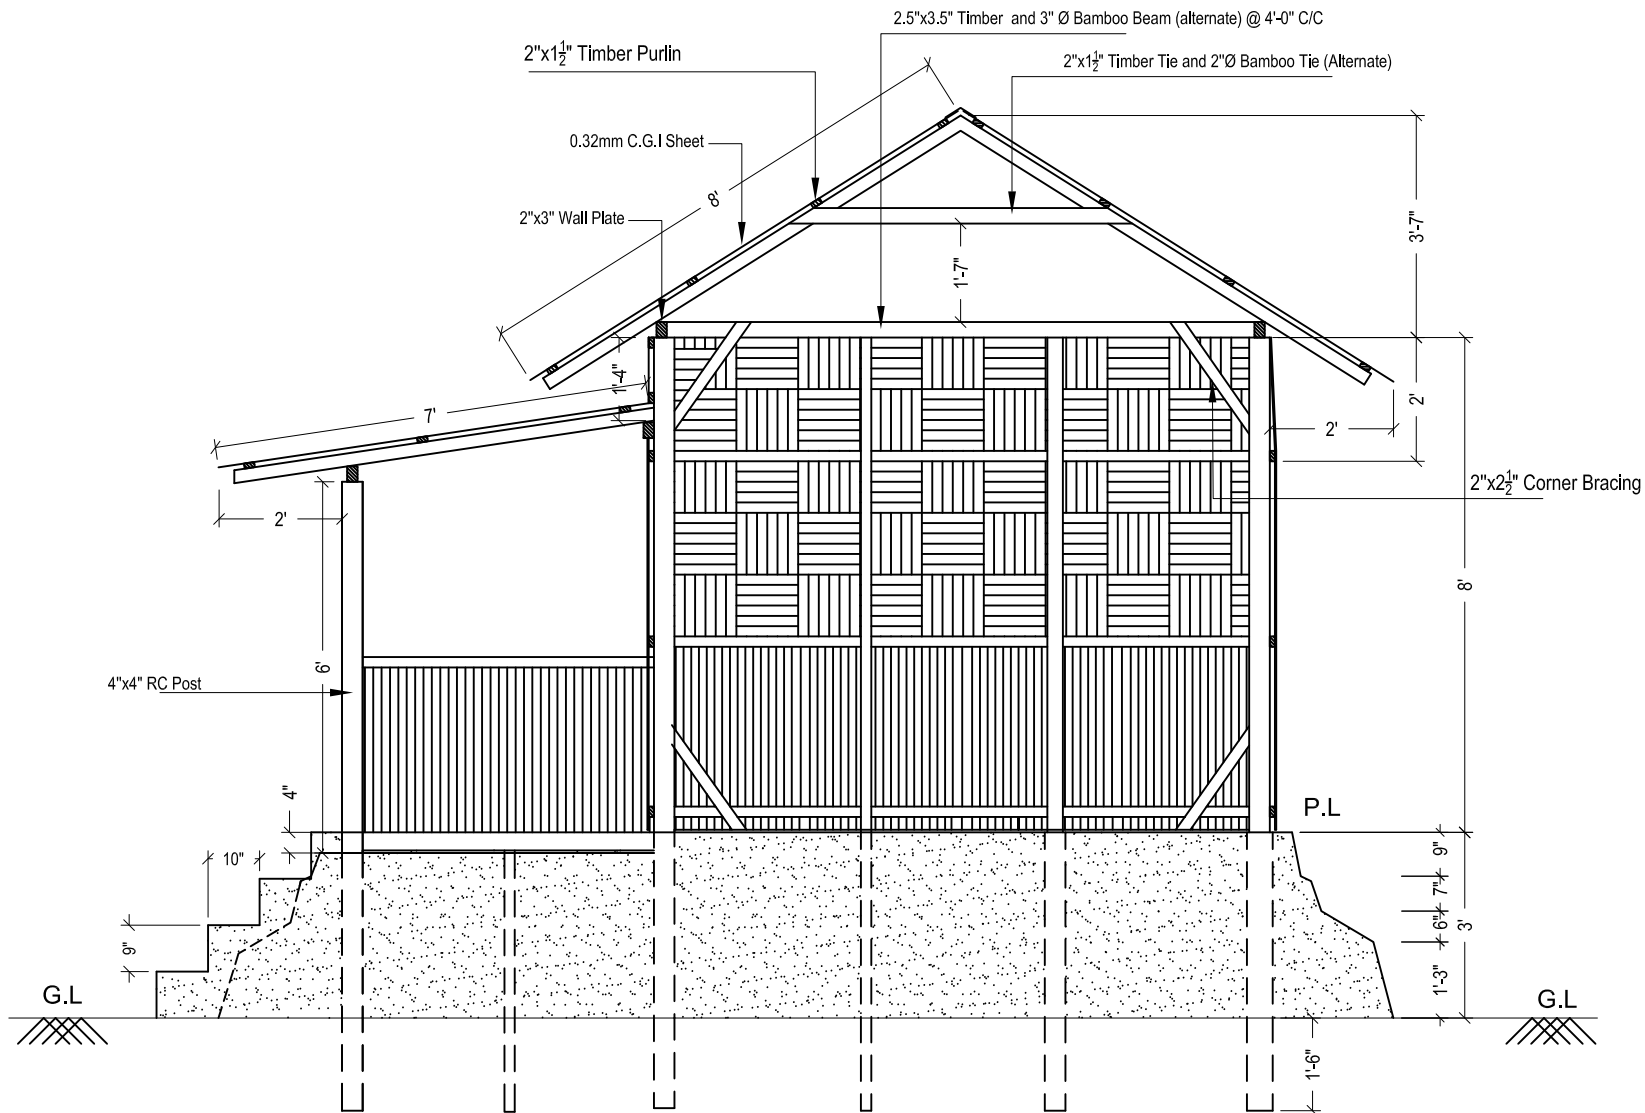 2.5"x3.5" Timber and 3" Ø Bamboo Beam (alternate) @ 4'-0" C/C
2"x1½" Timber Purlin
2"x1½" Timber Tie and 2"Ø Bamboo Tie (Alternate)
0.32mm C.G.I Sheet
8'
2"x3" Wall Plate
3'-7"
1'-7"
1'-4"
7'
2'
2'
2"x2½" Corner Bracing
2'
8'
6'
4"x4" RC Post
4"
P.L
10"
9"
7"
6"
3'
9"
1'-3"
G.L
G.L
1'-6"